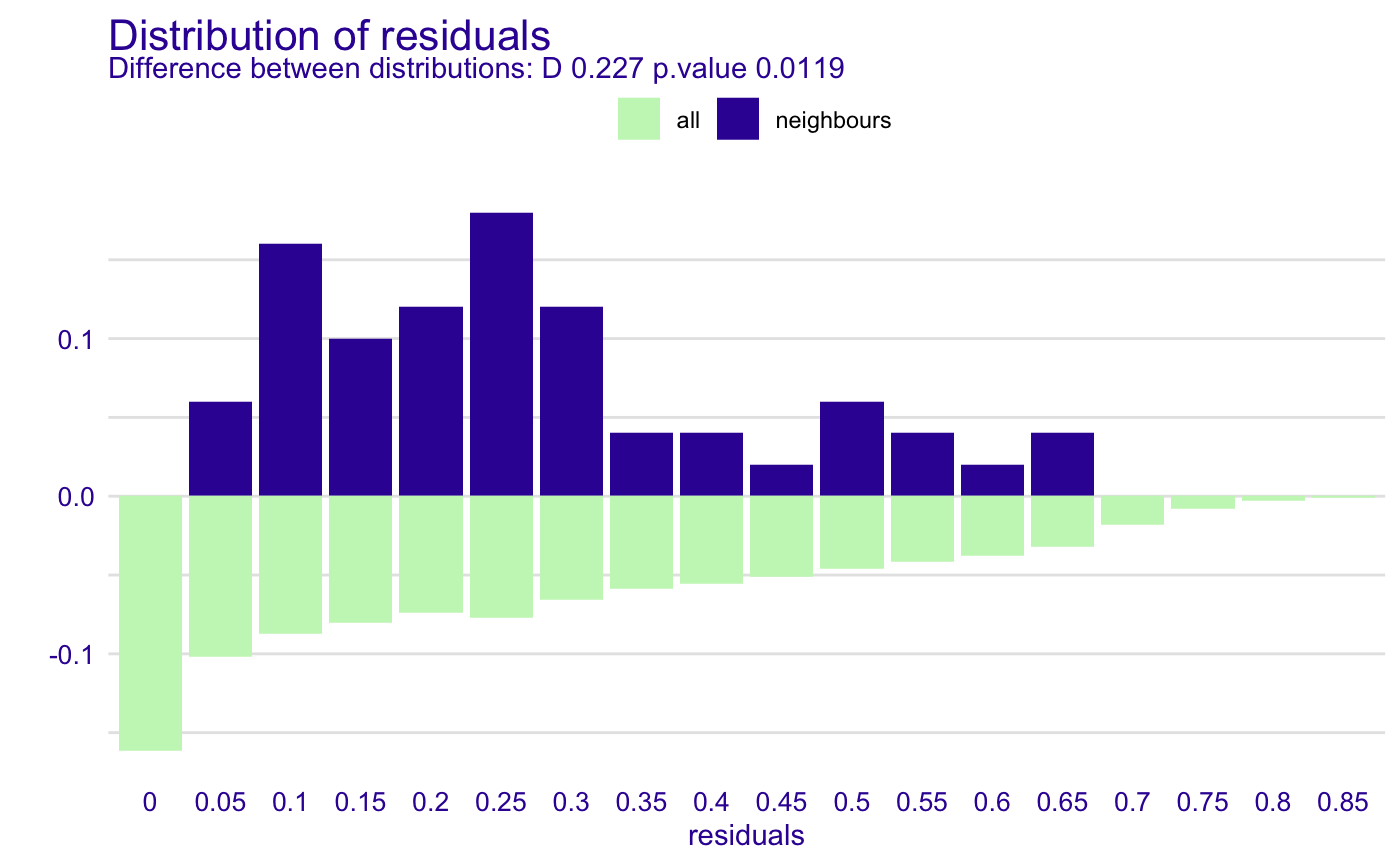 Distribution of residuals
Difference between distributions: D 0.227 p.value 0.0119
all neighbours
0.1
0.0
-0.1
0 0.05 0.1 0.15 0.2 0.25 0.3 0.35 0.4 0.45 0.5 0.55 0.6 0.65 0.7 0.75 0.8 0.85
residuals